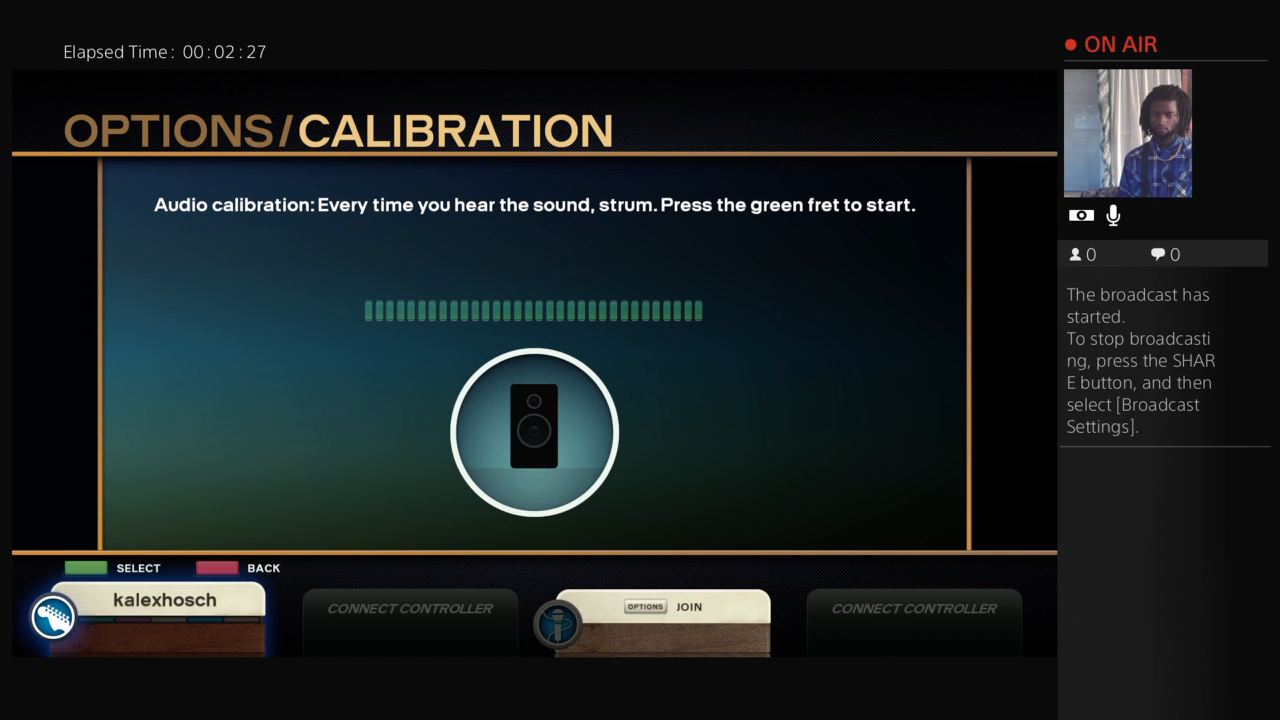 Elapsed Time: 00:02:27
ON AIR
OPTIONS/CALIBRATION
Audio calibration: Every time you hear the sound, strum. Press the green fret to start.
0 0
The broadcast has
started.
To stop broadcasti
ng, press the SHAR
E button, and then
select [Broadcast
Settings].
SELECT BACK
kalexhosch
CONNECT CONTROLLER
OPTIONS JOIN
CONNECT CONTROLLER